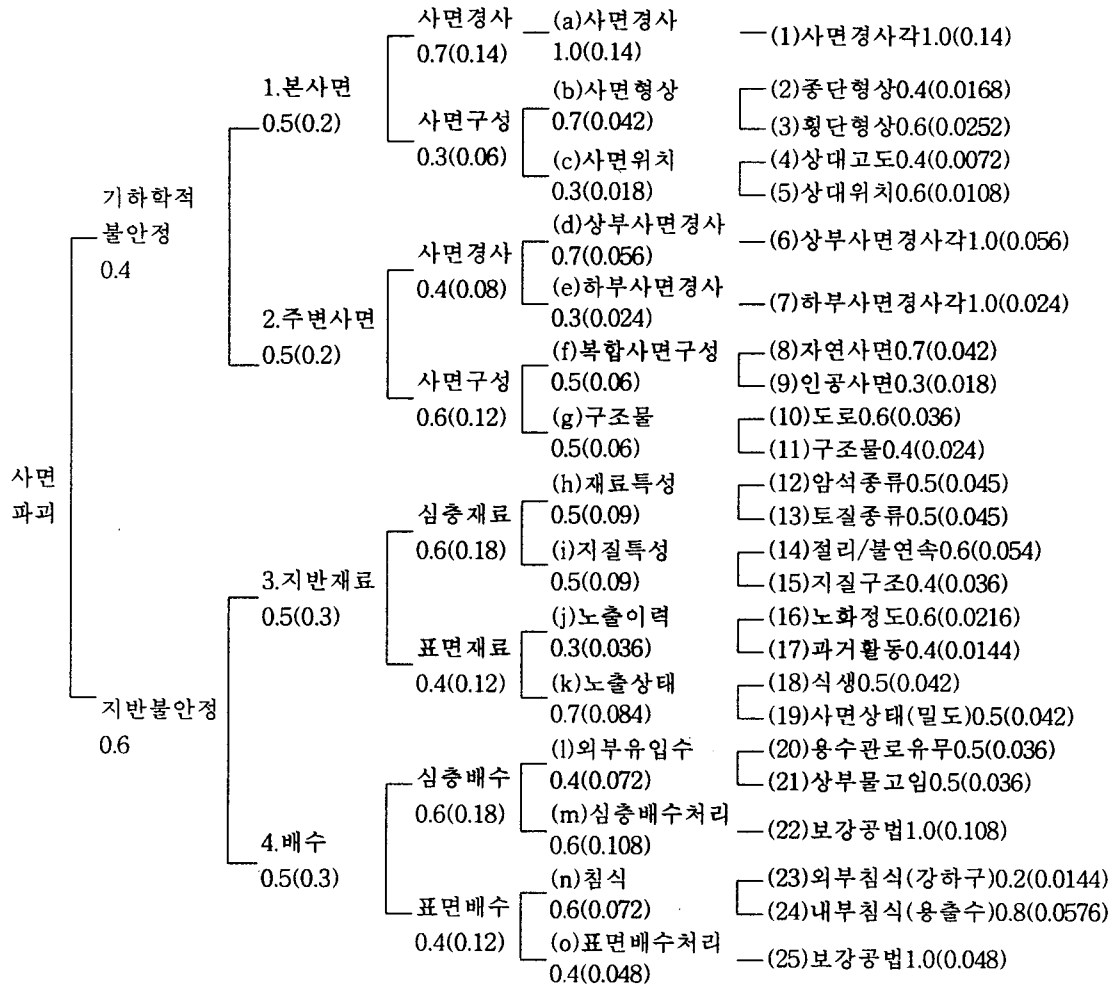 사면
파괴
기하학적
불안정
0.4
1.본사면
0.5(0.2)
사면경사
0.7(0.14)
(a)사면경사
1.0(0.14)
(1)사면경사각1.0(0.14)
사면구성
0.3(0.06)
(b)사면형상
0.7(0.042)
(2)종단형상0.4(0.0168)
(3)횡단형상0.6(0.0252)
(c)사면위치
0.3(0.018)
(4)상대고도0.4(0.0072)
(5)상대위치0.6(0.0108)
2.주변사면
0.5(0.2)
사면경사
0.4(0.08)
(d)상부사면경사
0.7(0.056)
(6)상부사면경사각1.0(0.056)
(e)하부사면경사
0.3(0.024)
(7)하부사면경사각1.0(0.024)
사면구성
0.6(0.12)
(f)복합사면구성
0.5(0.06)
(8)자연사면0.7(0.042)
(9)인공사면0.3(0.018)
(g)구조물
0.5(0.06)
(10)도로0.6(0.036)
(11)구조물0.4(0.024)
지반불안정
0.6
3.지반재료
0.5(0.3)
심층재료
0.6(0.18)
(h)재료특성
0.5(0.09)
(12)암석종류0.5(0.045)
(13)토질종류0.5(0.045)
(i)지질특성
0.5(0.09)
(14)절리/불연속0.6(0.054)
(15)지질구조0.4(0.036)
표면재료
0.4(0.12)
(j)노출이력
0.3(0.036)
(16)노화정도0.6(0.0216)
(17)과거활동0.4(0.0144)
(k)노출상태
0.7(0.084)
(18)식생0.5(0.042)
(19)사면상태(밀도)0.5(0.042)
4.배수
0.5(0.3)
심층배수
0.6(0.18)
(l)외부유입수
0.4(0.072)
(20)용수관로유무0.5(0.036)
(21)상부물고임0.5(0.036)
(m)심층배수처리
0.6(0.108)
(22)보강공법1.0(0.108)
표면배수
0.4(0.12)
(n)침식
0.6(0.072)
(23)외부침식(강하구)0.2(0.0144)
(24)내부침식(용출수)0.8(0.0576)
(o)표면배수처리
0.4(0.048)
(25)보강공법1.0(0.048)